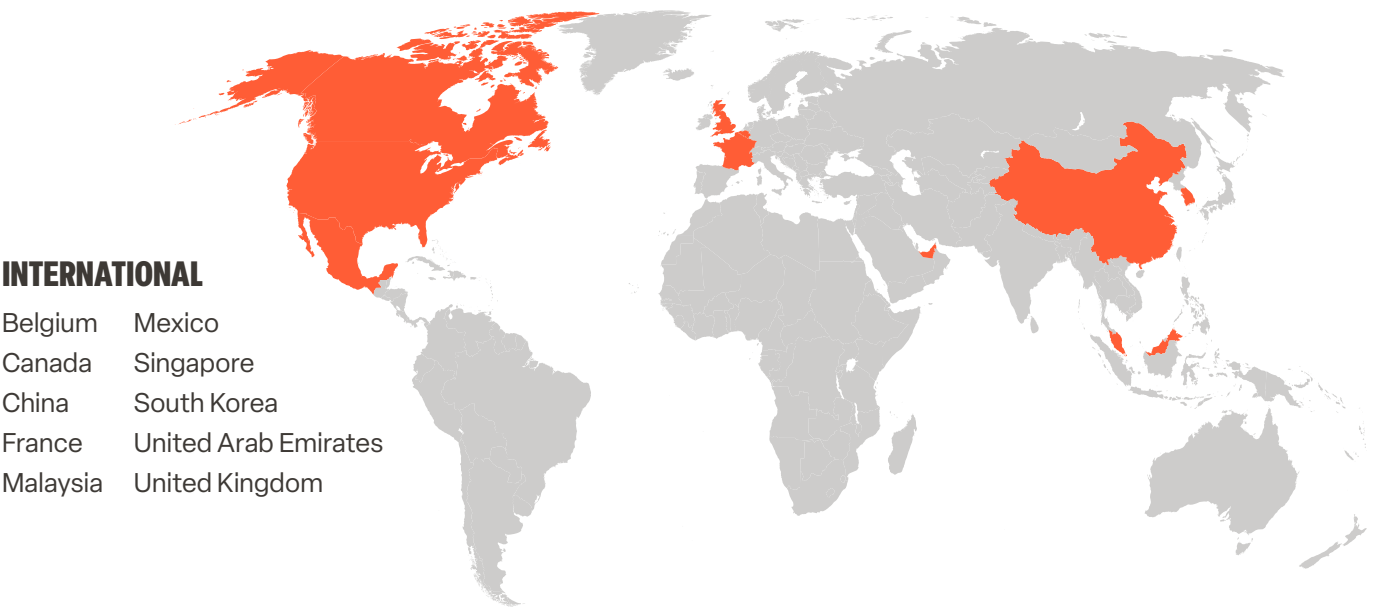 INTERNATIONAL
Belgium
Canada
China
France
Malaysia
Mexico
Singapore
South Korea
United Arab Emirates
United Kingdom